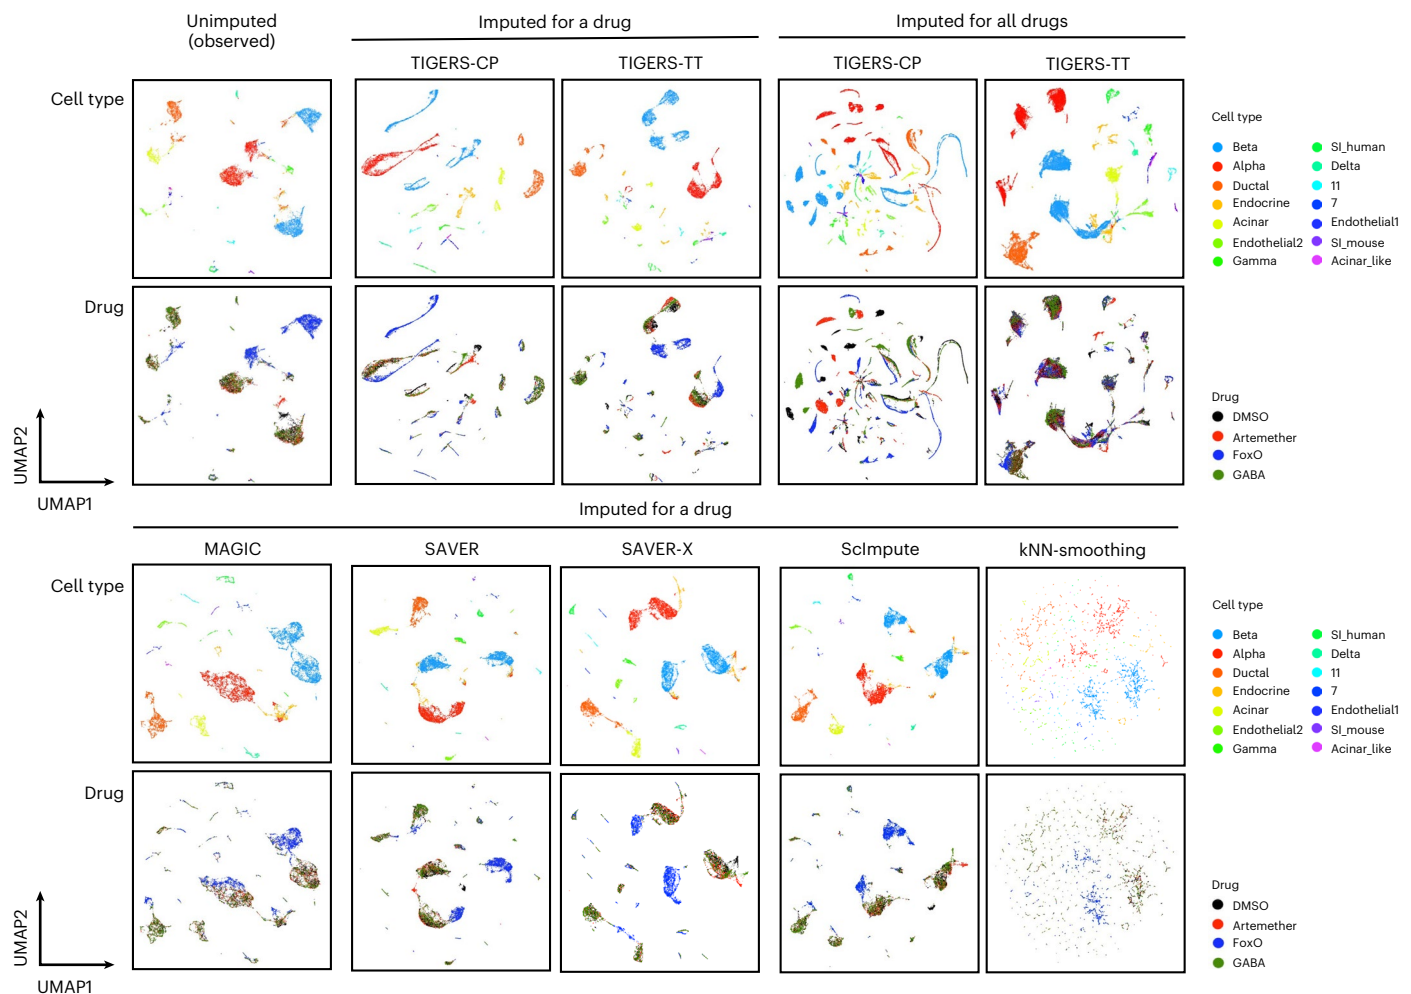 Unimputed
(observed)
Imputed for a drug
Imputed for all drugs
TIGERS-CP
TIGERS-TT
TIGERS-CP
TIGERS-TT
Cell type
Drug
UMAP2
UMAP1
Cell type
Beta
Alpha
Ductal
Endocrine
Acinar
Endothelial2
Gamma
SI_human
Delta
11
7
Endothelial1
SI_mouse
Acinar_like
Drug
DMSO
Artemether
FoxO
GABA
Imputed for a drug
MAGIC
SAVER
SAVER-X
ScImpute
kNN-smoothing
Cell type
Drug
UMAP2
UMAP1
Cell type
Beta
Alpha
Ductal
Endocrine
Acinar
Endothelial2
Gamma
SI_human
Delta
11
7
Endothelial1
SI_mouse
Acinar_like
Drug
DMSO
Artemether
FoxO
GABA